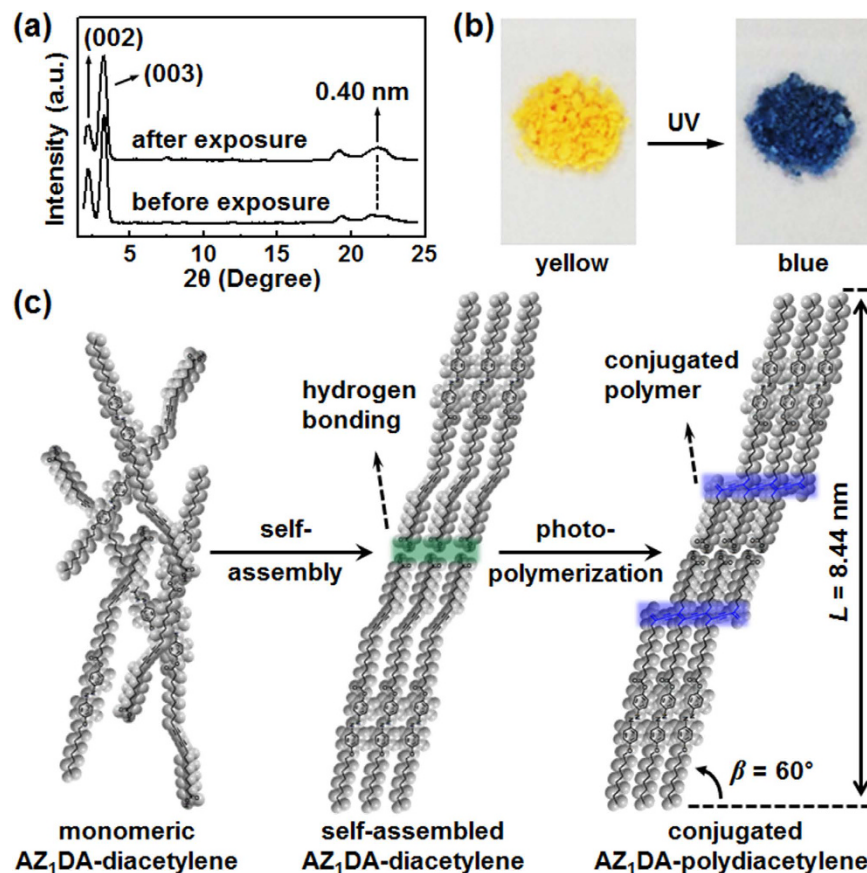 (a)
(002)
(003)
0.40 nm
after exposure
before exposure
Intensity (a.u.)
5 10 15 20 25
2θ (Degree)
(b)
UV
yellow
blue
(c)
hydrogen
bonding
conjugated
polymer
self-
assembly
photo-
polymerization
L = 8.44 nm
β = 60°
monomeric
AZ₁DA-diacetylene
self-assembled
AZ₁DA-diacetylene
conjugated
AZ₁DA-polydiacetylene